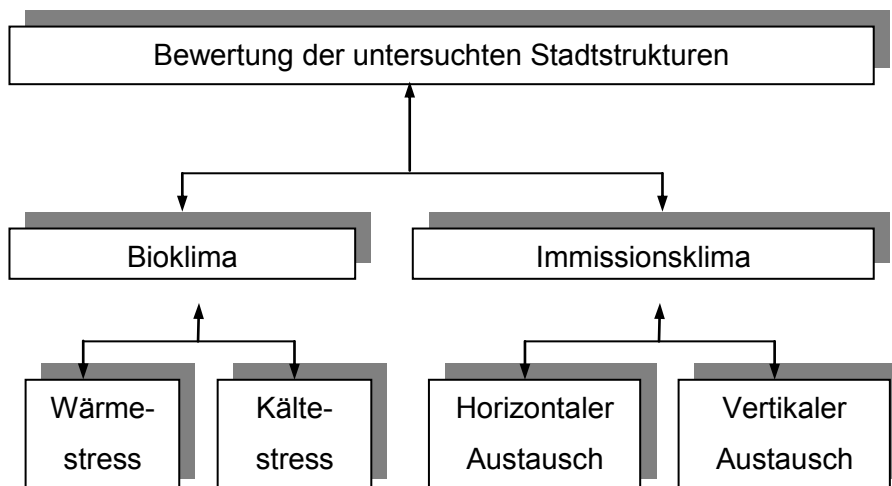 Bewertung der untersuchten Stadtstrukturen
Bioklima
Immissionsklima
Wärme-
stress
Kälte-
stress
Horizontaler
Austausch
Vertikaler
Austausch